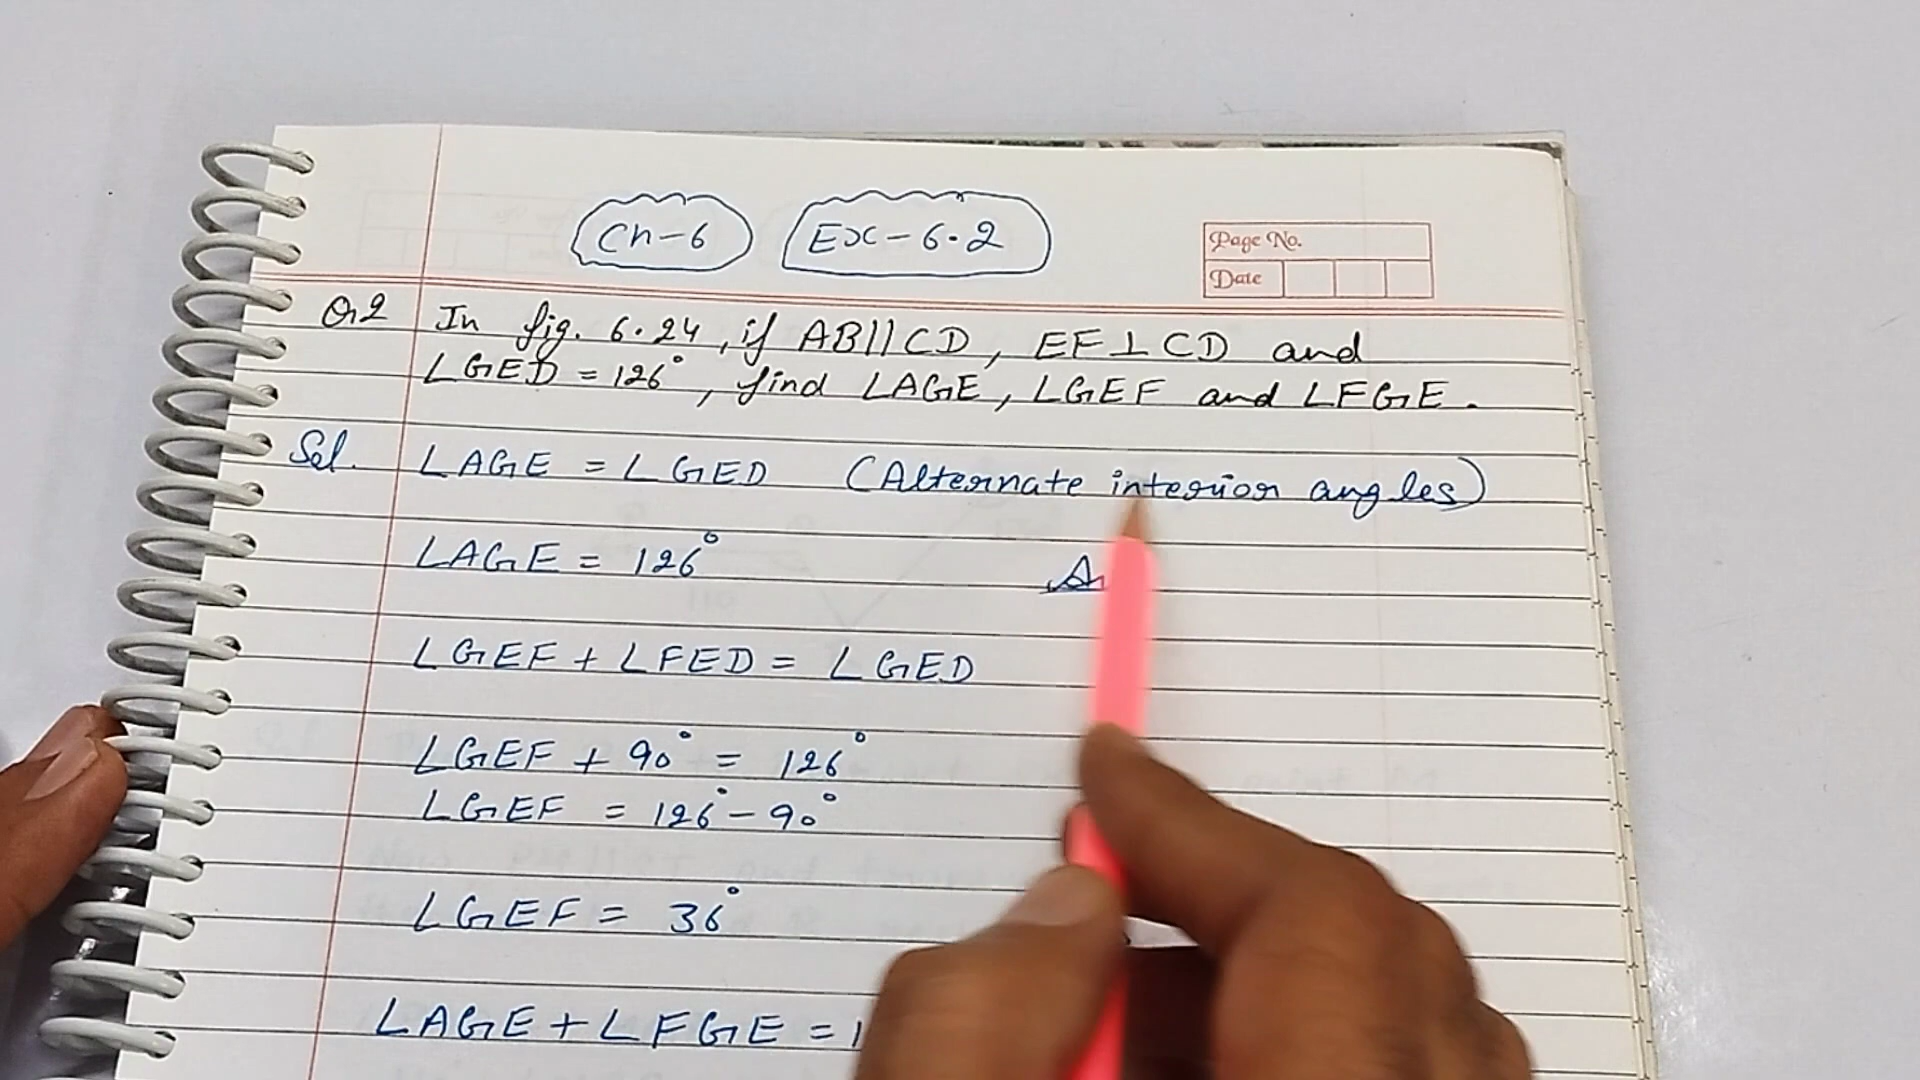 Ch-6 Ex-6.2
Page No.
Date
Q2 In fig. 6.24, if AB||CD, EF⊥CD and
∠GED = 126°, find ∠AGE, ∠GEF and ∠FGE.
Sol. ∠AGE = ∠GED (Alternate interior angles)
∠AGE = 126°
∠GEF + ∠FED = ∠GED
∠GEF + 90° = 126°
∠GEF = 126° - 90°
∠GEF = 36°
∠AGE + ∠FGE = 1